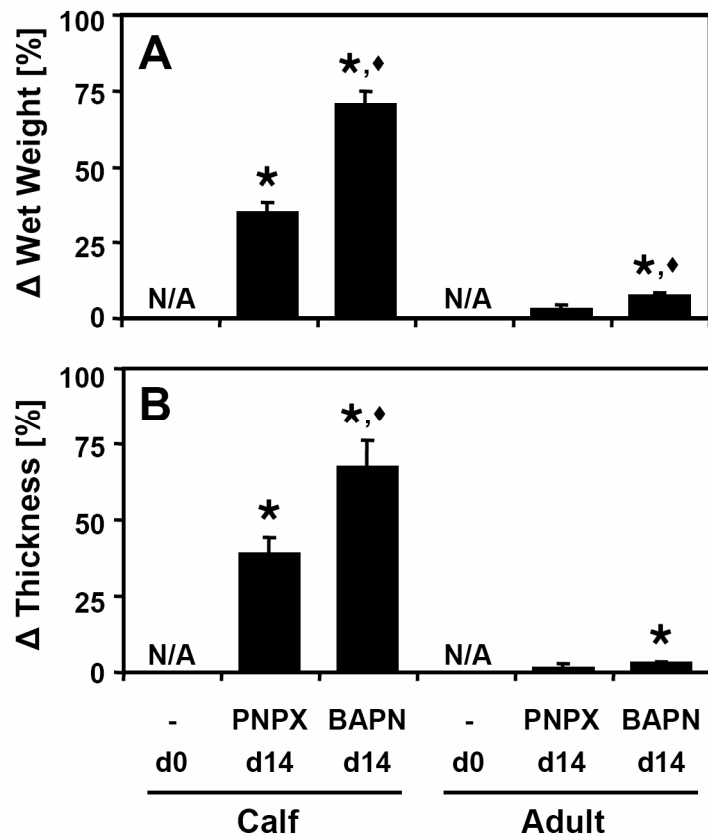 A
Δ Wet Weight [%]
100
75
50
25
0
N/A
*
*,♦
N/A
*,♦
B
Δ Thickness [%]
100
75
50
25
0
N/A
*
*,♦
N/A
*
- PNPX BAPN - PNPX BAPN
d0 d14 d14 d0 d14 d14
Calf Adult